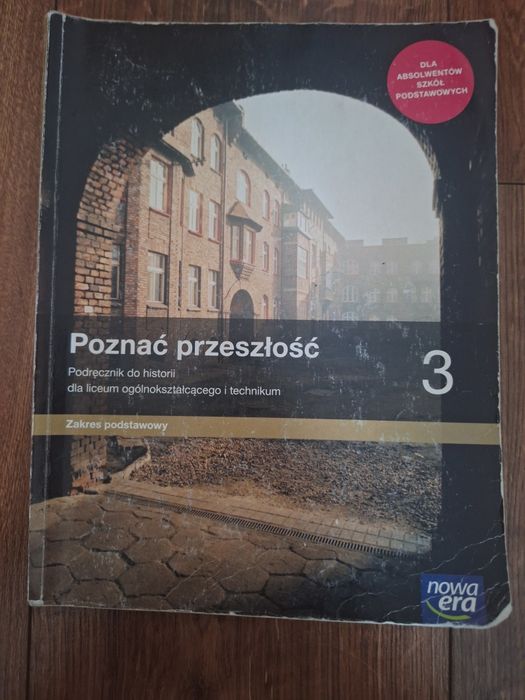 DLA
ABSOLWENTÓW
SZKÓŁ
PODSTAWOWYCH
Poznać przeszłość
3
Podręcznik do historii
dla liceum ogólnokształcącego i technikum
Zakres podstawowy
nowa
era